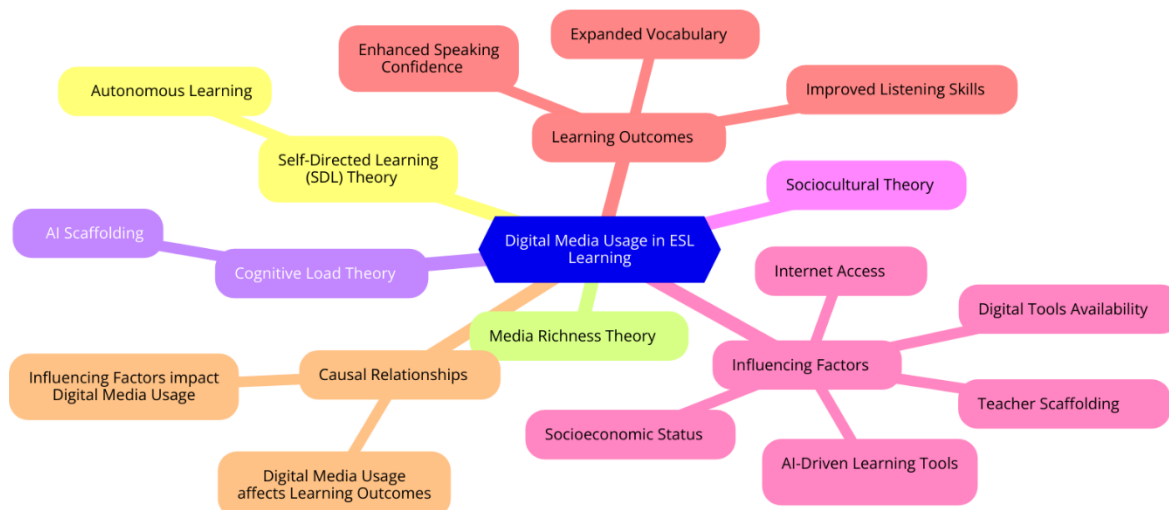 Expanded Vocabulary
Enhanced Speaking
Confidence
Improved Listening Skills
Autonomous Learning
Learning Outcomes
Self-Directed Learning
(SDL) Theory
Sociocultural Theory
AI Scaffolding
Digital Media Usage in ESL
Learning
Cognitive Load Theory
Internet Access
Digital Tools Availability
Media Richness Theory
Influencing Factors
Causal Relationships
Influencing Factors impact
Digital Media Usage
Teacher Scaffolding
Socioeconomic Status
AI-Driven Learning Tools
Digital Media Usage
affects Learning Outcomes